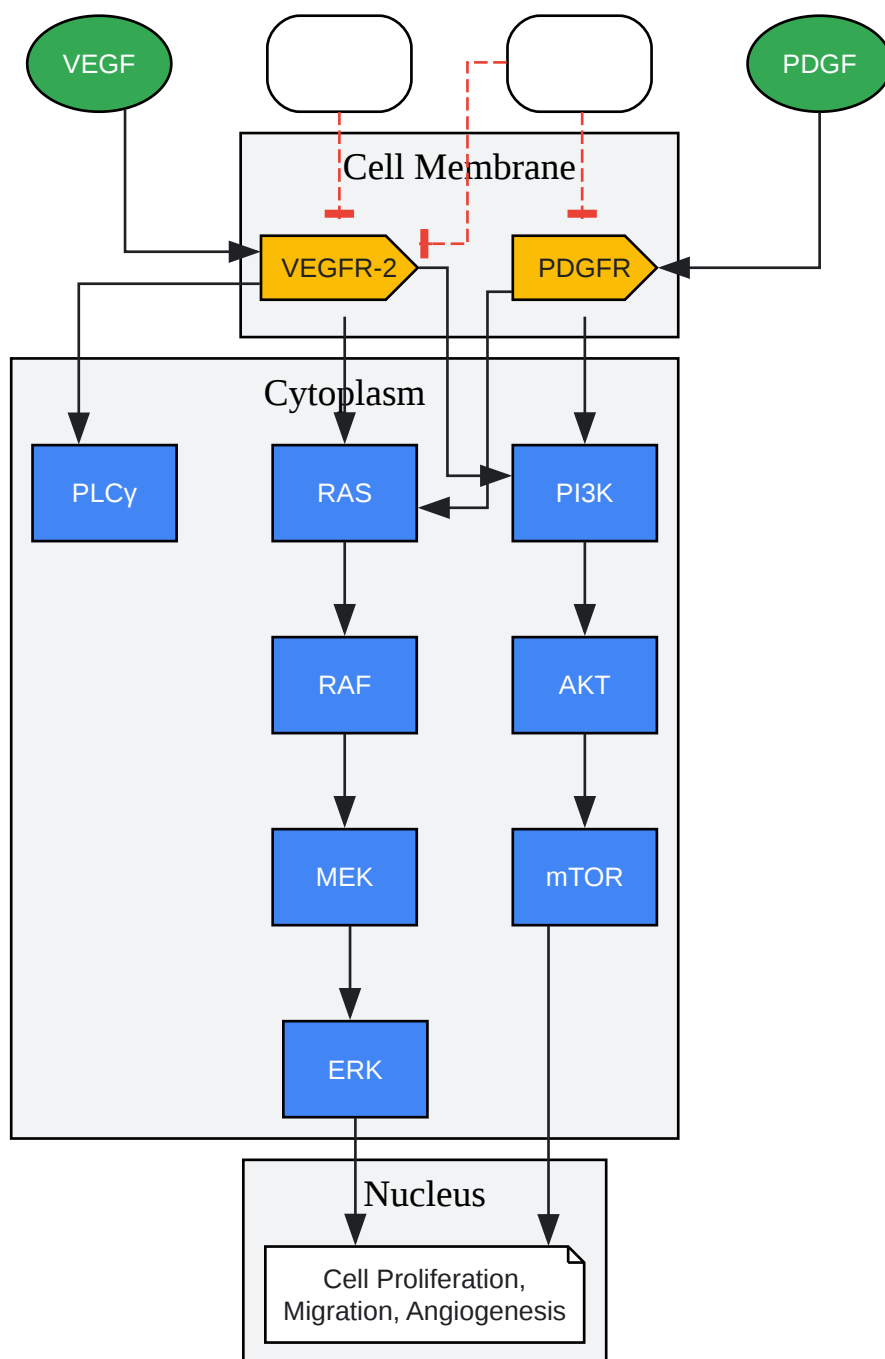 VEGF
PDGF
Cell Membrane
VEGFR-2
PDGFR
Cytoplasm
PLCγ
RAS
PI3K
RAF
AKT
MEK
mTOR
ERK
Nucleus
Cell Proliferation,
Migration, Angiogenesis